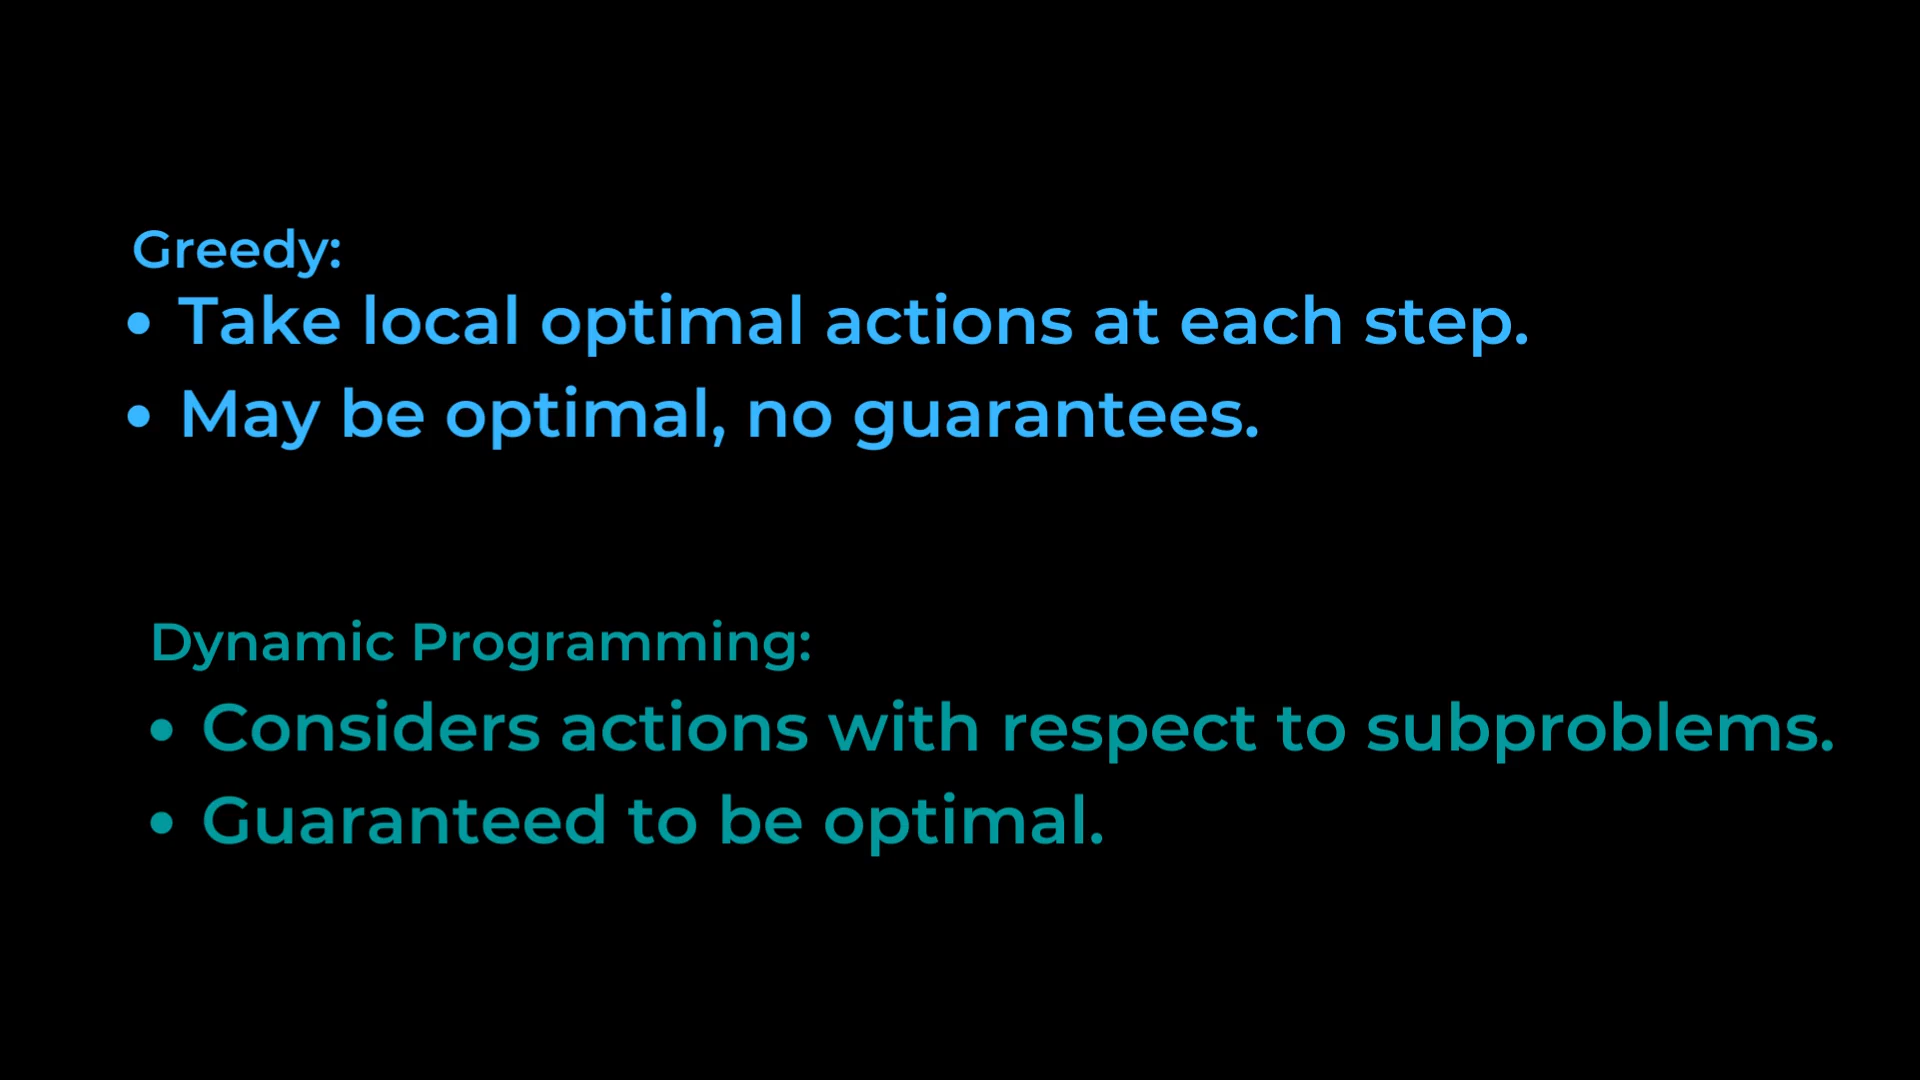 Greedy:
• Take local optimal actions at each step.
• May be optimal, no guarantees.
Dynamic Programming:
• Considers actions with respect to subproblems.
• Guaranteed to be optimal.